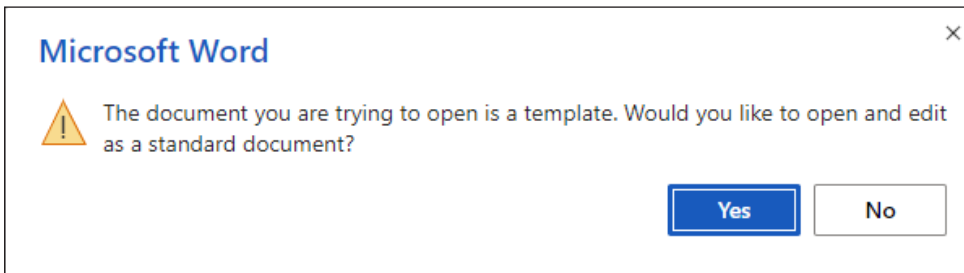 Microsoft Word
The document you are trying to open is a template. Would you like to open and edit
as a standard document?
Yes No